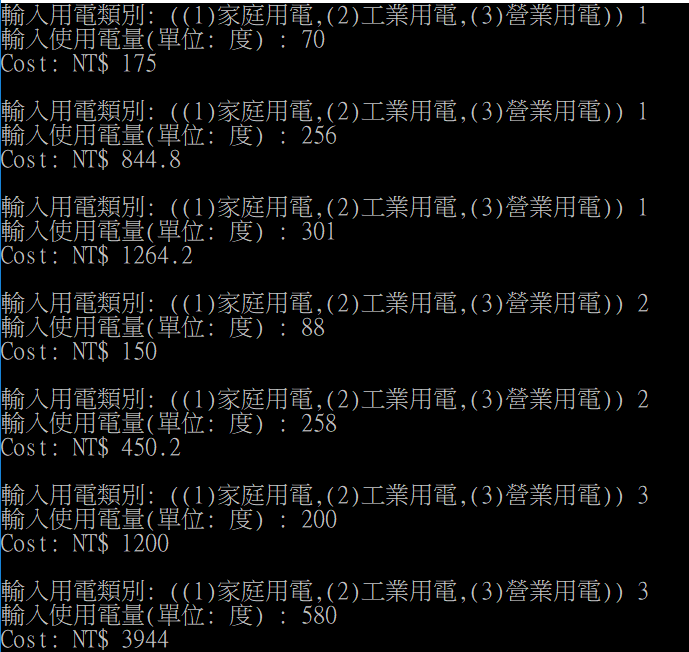 輸入用電類別: ((1)家庭用電,(2)工業用電,(3)營業用電)) 1
輸入使用電量(單位: 度) : 70
Cost: NT$ 175
輸入用電類別: ((1)家庭用電,(2)工業用電,(3)營業用電)) 1
輸入使用電量(單位: 度) : 256
Cost: NT$ 844.8
輸入用電類別: ((1)家庭用電,(2)工業用電,(3)營業用電)) 1
輸入使用電量(單位: 度) : 301
Cost: NT$ 1264.2
輸入用電類別: ((1)家庭用電,(2)工業用電,(3)營業用電)) 2
輸入使用電量(單位: 度) : 88
Cost: NT$ 150
輸入用電類別: ((1)家庭用電,(2)工業用電,(3)營業用電)) 2
輸入使用電量(單位: 度) : 258
Cost: NT$ 450.2
輸入用電類別: ((1)家庭用電,(2)工業用電,(3)營業用電)) 3
輸入使用電量(單位: 度) : 200
Cost: NT$ 1200
輸入用電類別: ((1)家庭用電,(2)工業用電,(3)營業用電)) 3
輸入使用電量(單位: 度) : 580
Cost: NT$ 3944